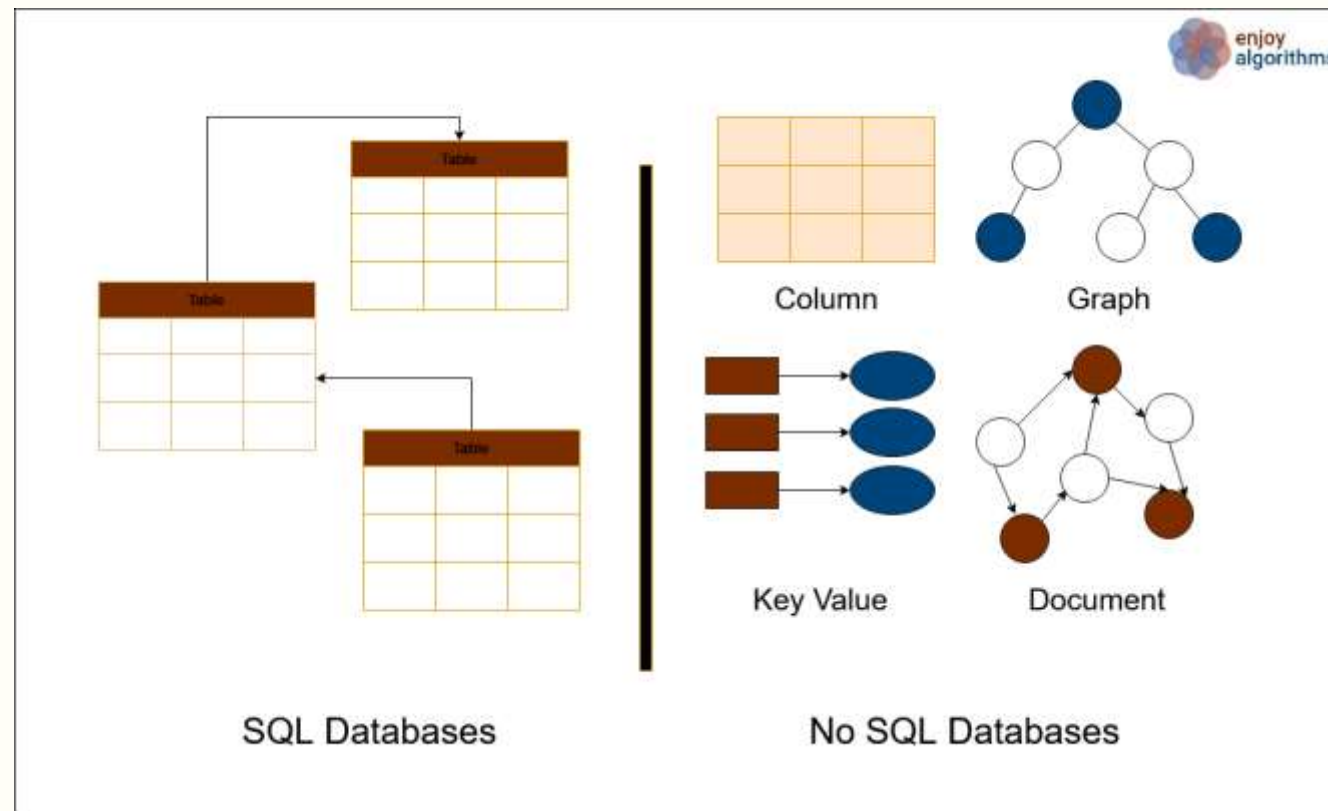 enjoy
algorithms
Table
Table
Table
Column
Graph
Key Value
Document
SQL Databases
No SQL Databases